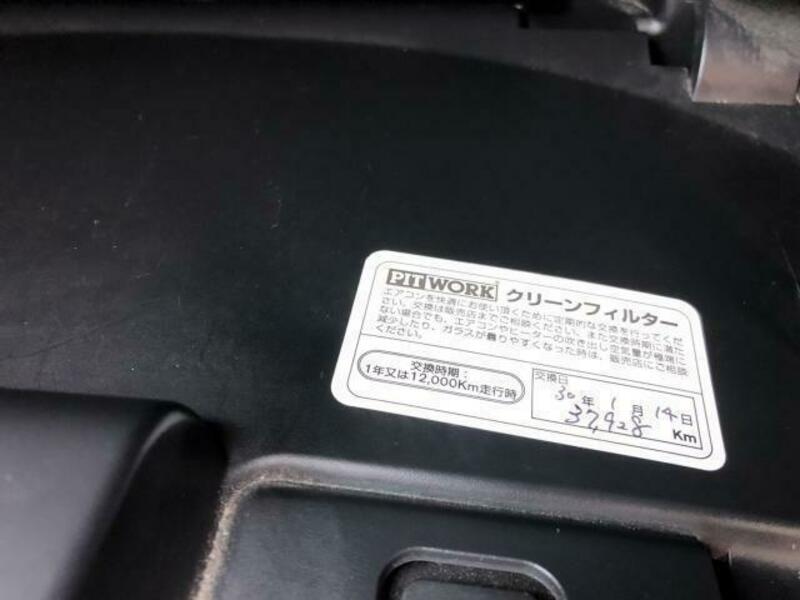 PITWORK クリーンフィルター
エアコンを快適にお使い頂くために定期的な交換を行ってくだ
さい。交換は販売店までご相談ください。また交換時期に満た
ない場合でも、エアコンやヒーターの吹き出し空気量が極端に
減少したり、ガラスが曇りやすくなった時は、販売店にご相談
ください。
交換時期：
1年又は12,000Km走行時
交換日
30年 1月 14日
37,928 Km